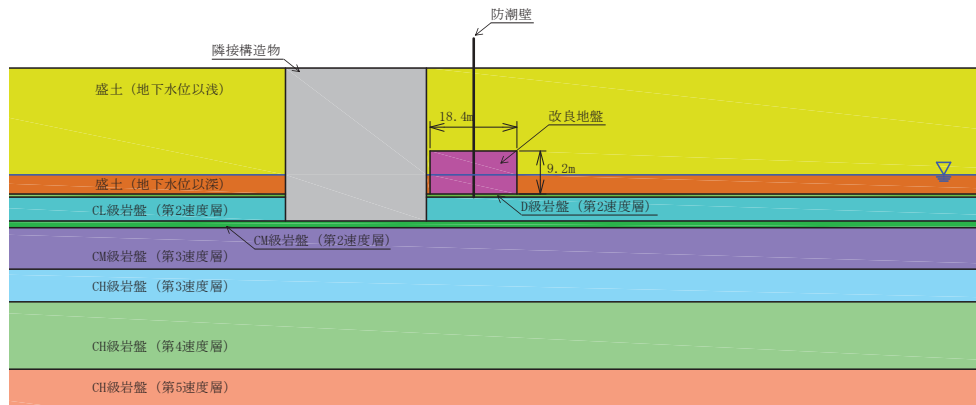 防潮壁
隣接構造物
盛土（地下水位以浅）
18.4m
改良地盤
9.2m
盛土（地下水位以深）
CL級岩盤（第2速度層）
D級岩盤（第2速度層）
CM級岩盤（第2速度層）
CM級岩盤（第3速度層）
CH級岩盤（第3速度層）
CH級岩盤（第4速度層）
CH級岩盤（第5速度層）